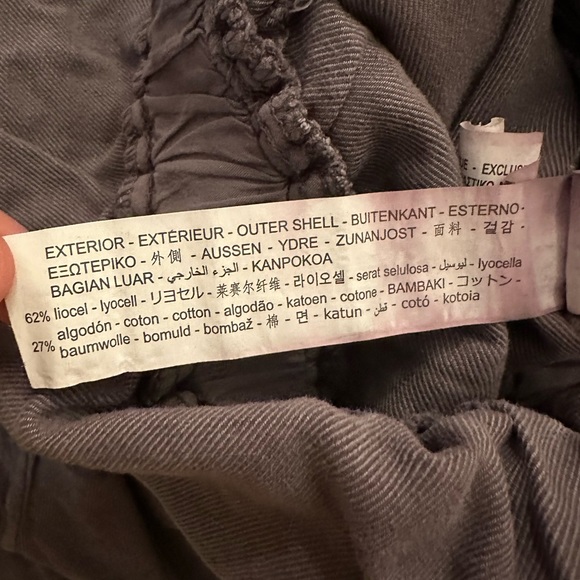 EXCLUS
EXTERIOR - EXTÉRIEUR - OUTER SHELL - BUITENKANT - ESTERNO -
ΕΞΩΤΕΡΙΚΟ - 外 側 - AUSSEN - YDRE - ZUNANJOST - 面 料 - 겉감 -
BAGIAN LUAR - الجزء الخارجي - KANPOKOA
62% liocel - lyocell - リヨセル - 莱赛尔纤维 - 라이오셀 - serat selulosa - ليوسيل - lyocella
algodón - coton - cotton - algodão - katoen - cotone - BAMBAKI - コットン -
27% baumwolle - bomuld - bombaž - 棉 - 면 - katun - قطن - cotó - kotoia